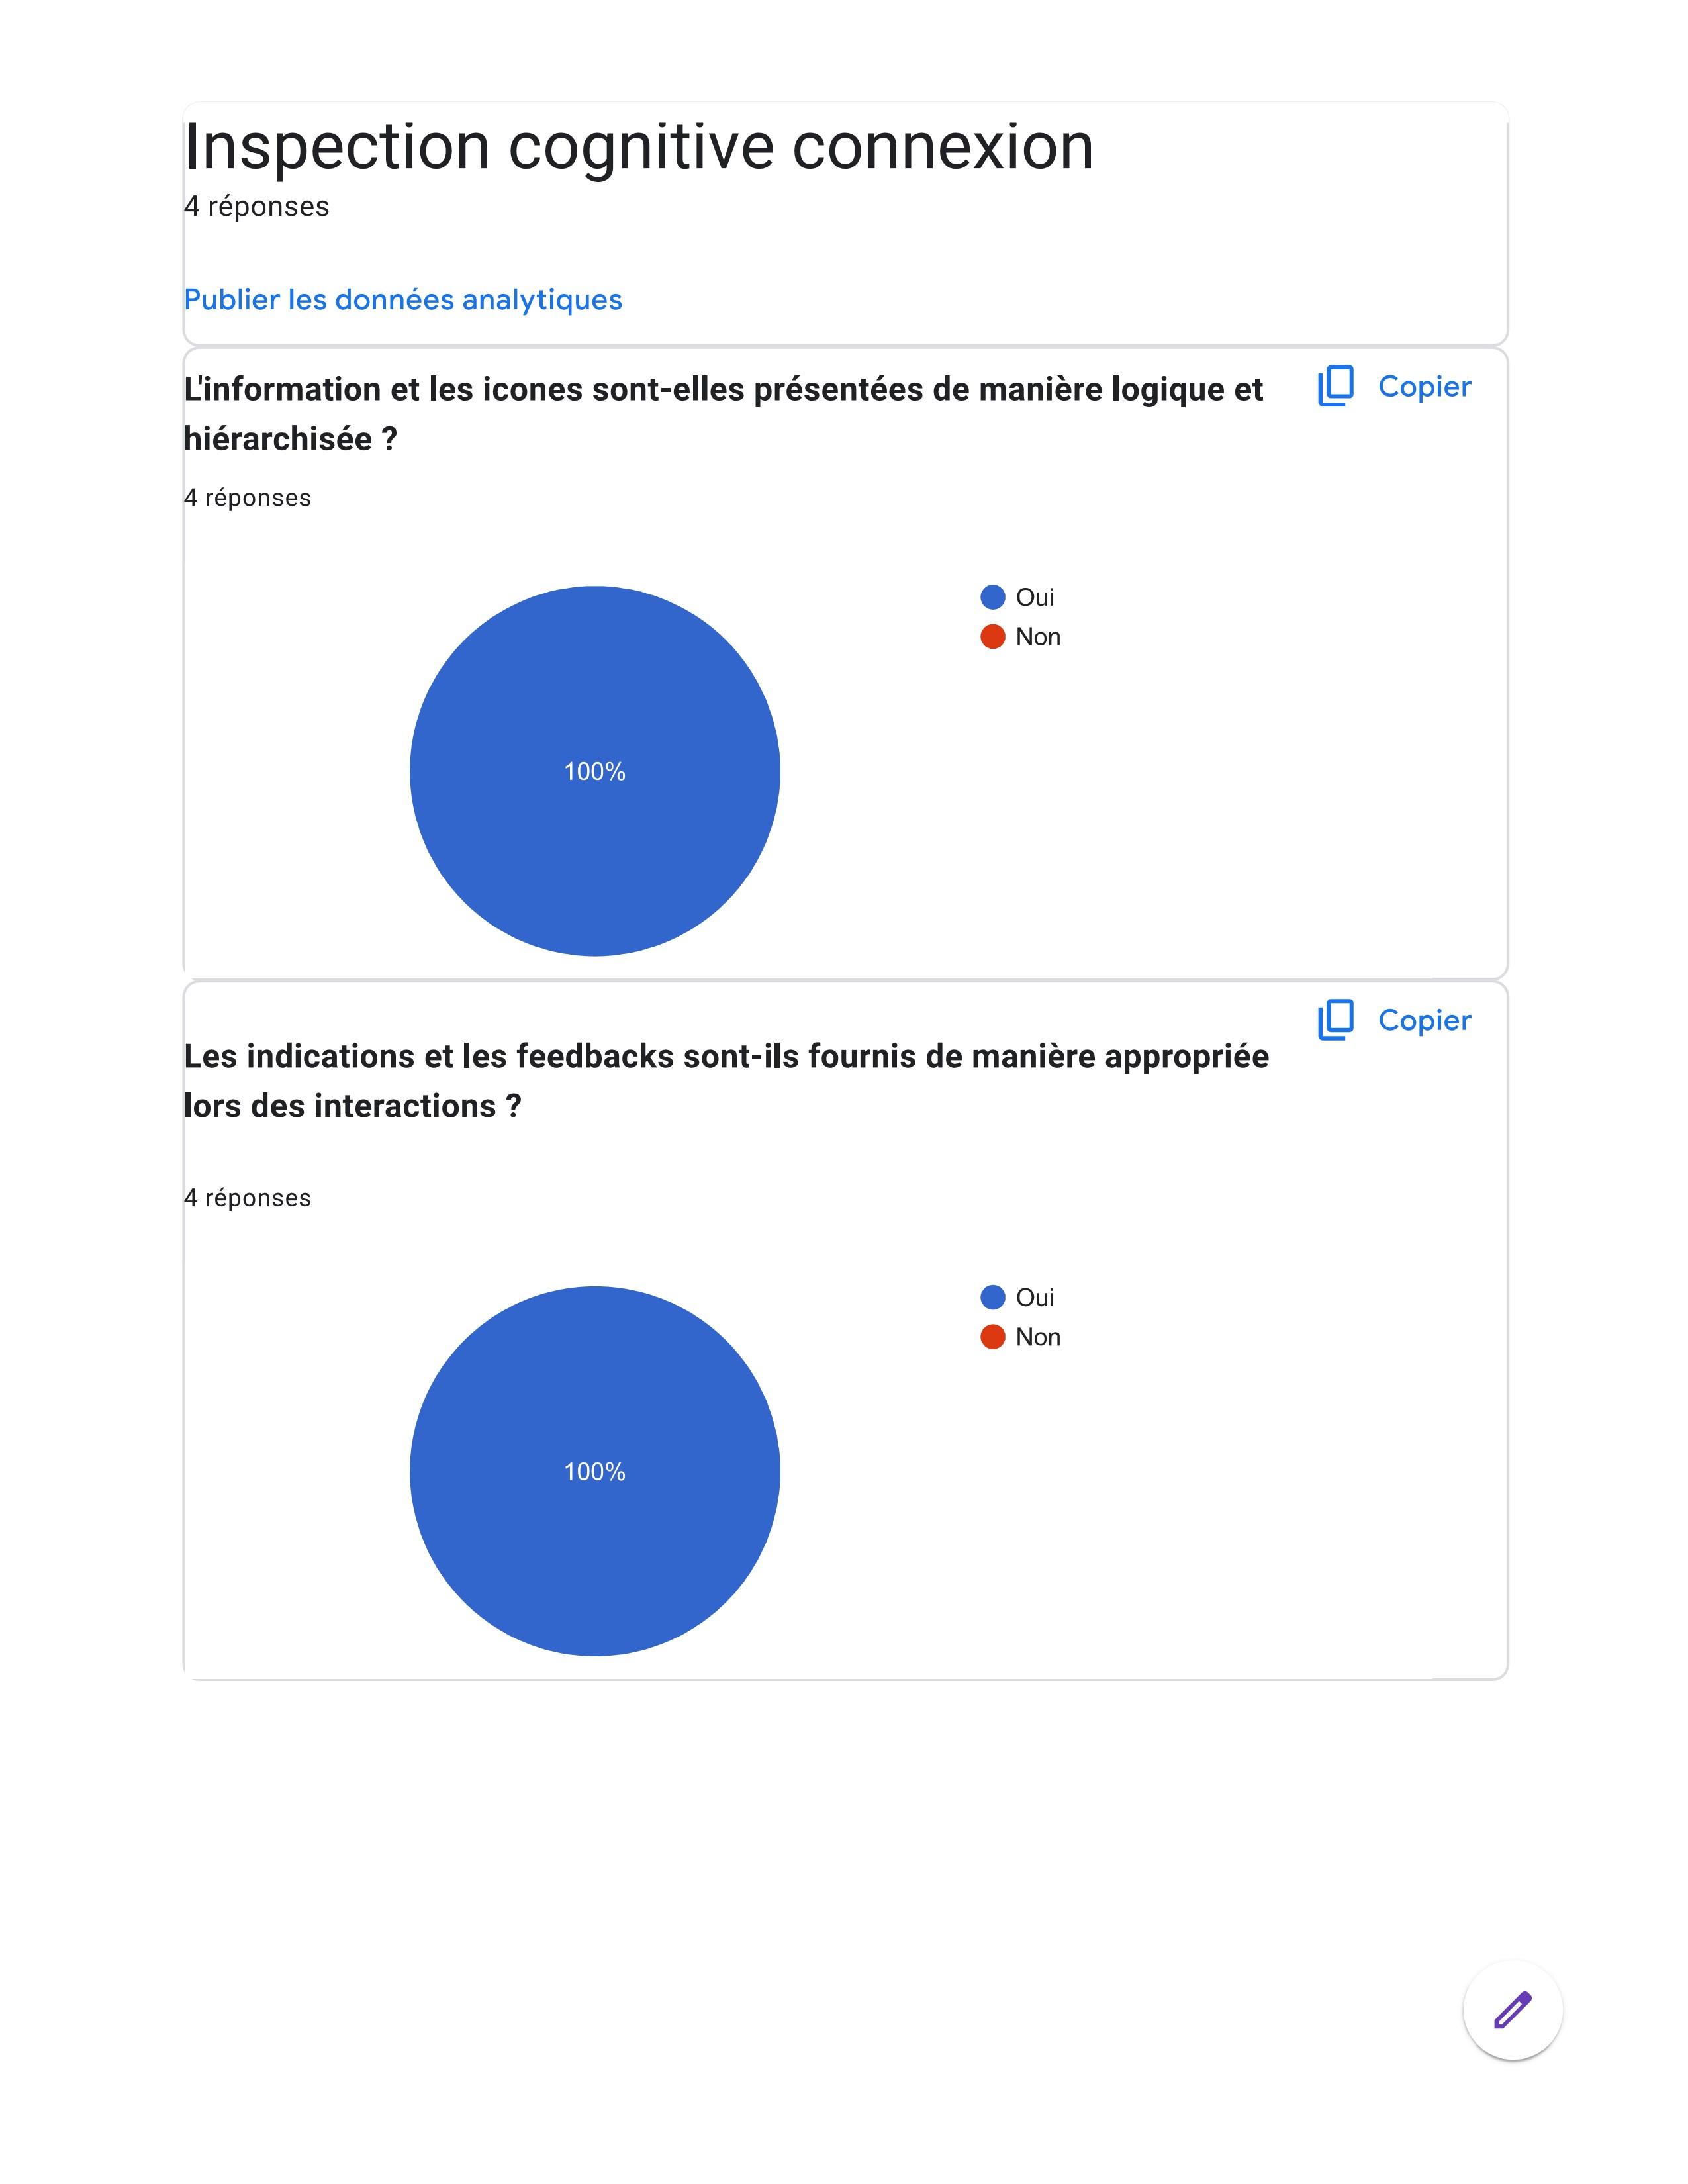 Inspection cognitive connexion
4 réponses
Publier les données analytiques
L'information et les icones sont-elles présentées de manière logique et
hiérarchisée ?
Copier
4 réponses
Oui
Non
100%
Copier
Les indications et les feedbacks sont-ils fournis de manière appropriée
lors des interactions ?
4 réponses
Oui
Non
100%